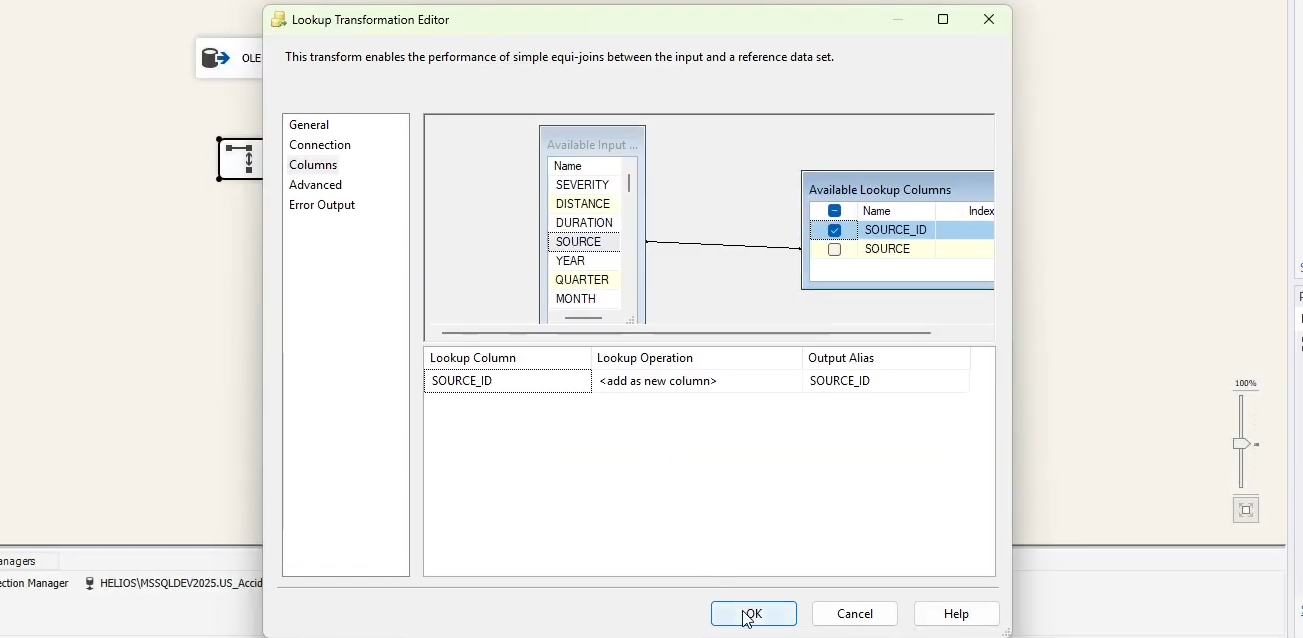 Lookup Transformation Editor
This transform enables the performance of simple equi-joins between the input and a reference data set.
OLE
General
Connection
Columns
Advanced
Error Output
Available Input ...
Name
SEVERITY
DISTANCE
DURATION
SOURCE
YEAR
QUARTER
MONTH
Available Lookup Columns
Name Index
SOURCE_ID
SOURCE
Lookup Column Lookup Operation Output Alias
SOURCE_ID <add as new column> SOURCE_ID
100%
anagers
ection Manager HELIOS\MSSQLDEV2025.US_Accid
OK Cancel Help